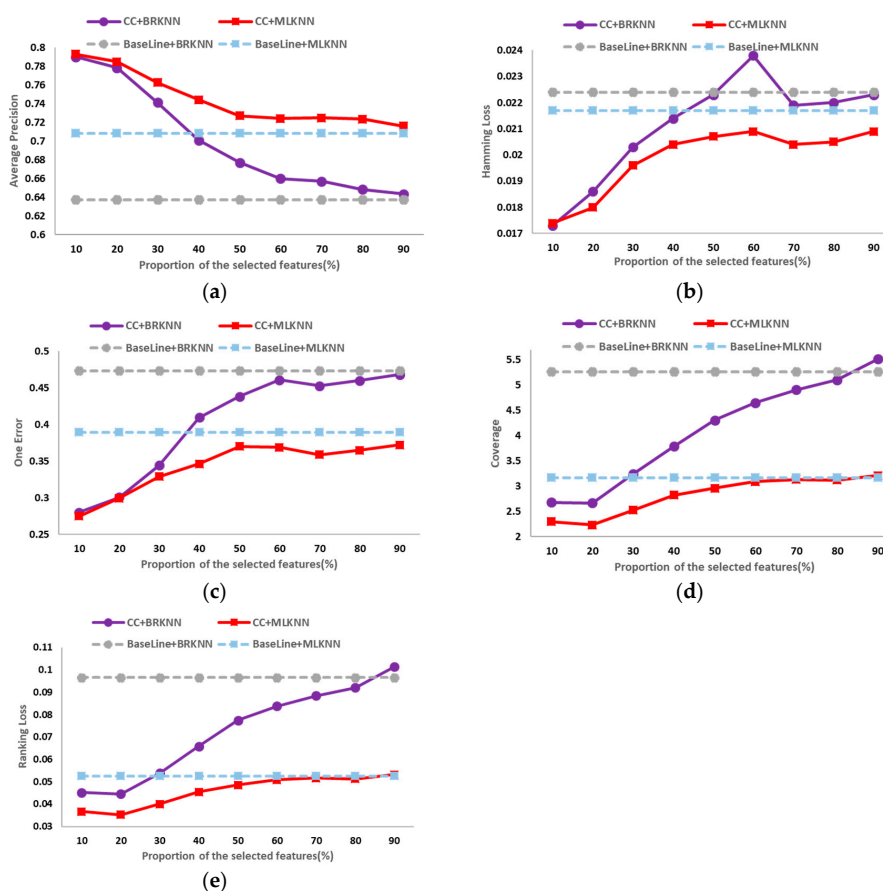 CC+BRKNN CC+MLKNN
BaseLine+BRKNN BaseLine+MLKNN
0.8
0.78
0.76
0.74
0.72
0.7
0.68
0.66
0.64
0.62
0.6
Average Precision
10 20 30 40 50 60 70 80 90
Proportion of the selected features(%)
(a)
CC+BRKNN CC+MLKNN
BaseLine+BRKNN BaseLine+MLKNN
0.024
0.023
0.022
0.021
0.02
0.019
0.018
0.017
Hamming Loss
10 20 30 40 50 60 70 80 90
Proportion of the selected features(%)
(b)
CC+BRKNN CC+MLKNN
BaseLine+BRKNN BaseLine+MLKNN
0.5
0.45
0.4
0.35
0.3
0.25
One Error
10 20 30 40 50 60 70 80 90
Proportion of the selected features(%)
(c)
CC+BRKNN CC+MLKNN
BaseLine+BRKNN BaseLine+MLKNN
5.5
5
4.5
4
3.5
3
2.5
2
Coverage
10 20 30 40 50 60 70 80 90
Proportion of the selected features(%)
(d)
CC+BRKNN CC+MLKNN
BaseLine+BRKNN BaseLine+MLKNN
0.11
0.1
0.09
0.08
0.07
0.06
0.05
0.04
0.03
Ranking Loss
10 20 30 40 50 60 70 80 90
Proportion of the selected features(%)
(e)